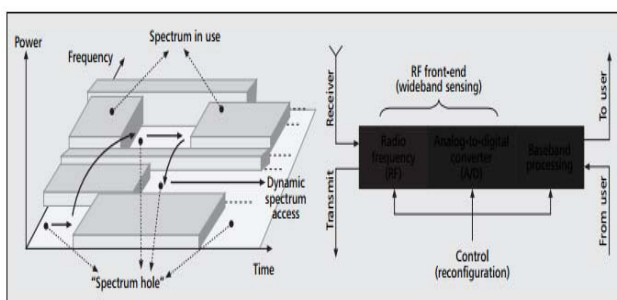 Power
Spectrum in use
Frequency
Dynamic
spectrum
access
Time
"Spectrum hole"
RF front-end
(wideband sensing)
Receiver
Transmit
Radio
frequency
(RF)
Analog-to-digital
converter
(A/D)
Baseband
processing
To user
From user
Control
(reconfiguration)